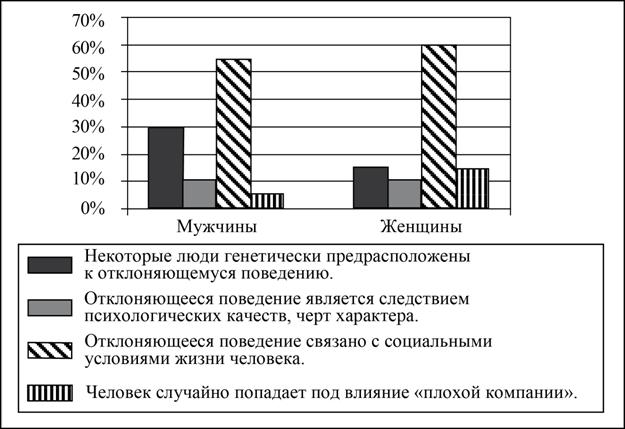 70%
60%
50%
40%
30%
20%
10%
0%
Мужчины
Женщины
Некоторые люди генетически предрасположены
к отклоняющемуся поведению.
Отклоняющееся поведение является следствием
психологических качеств, черт характера.
Отклоняющееся поведение связано с социальными
условиями жизни человека.
Человек случайно попадает под влияние «плохой компании».